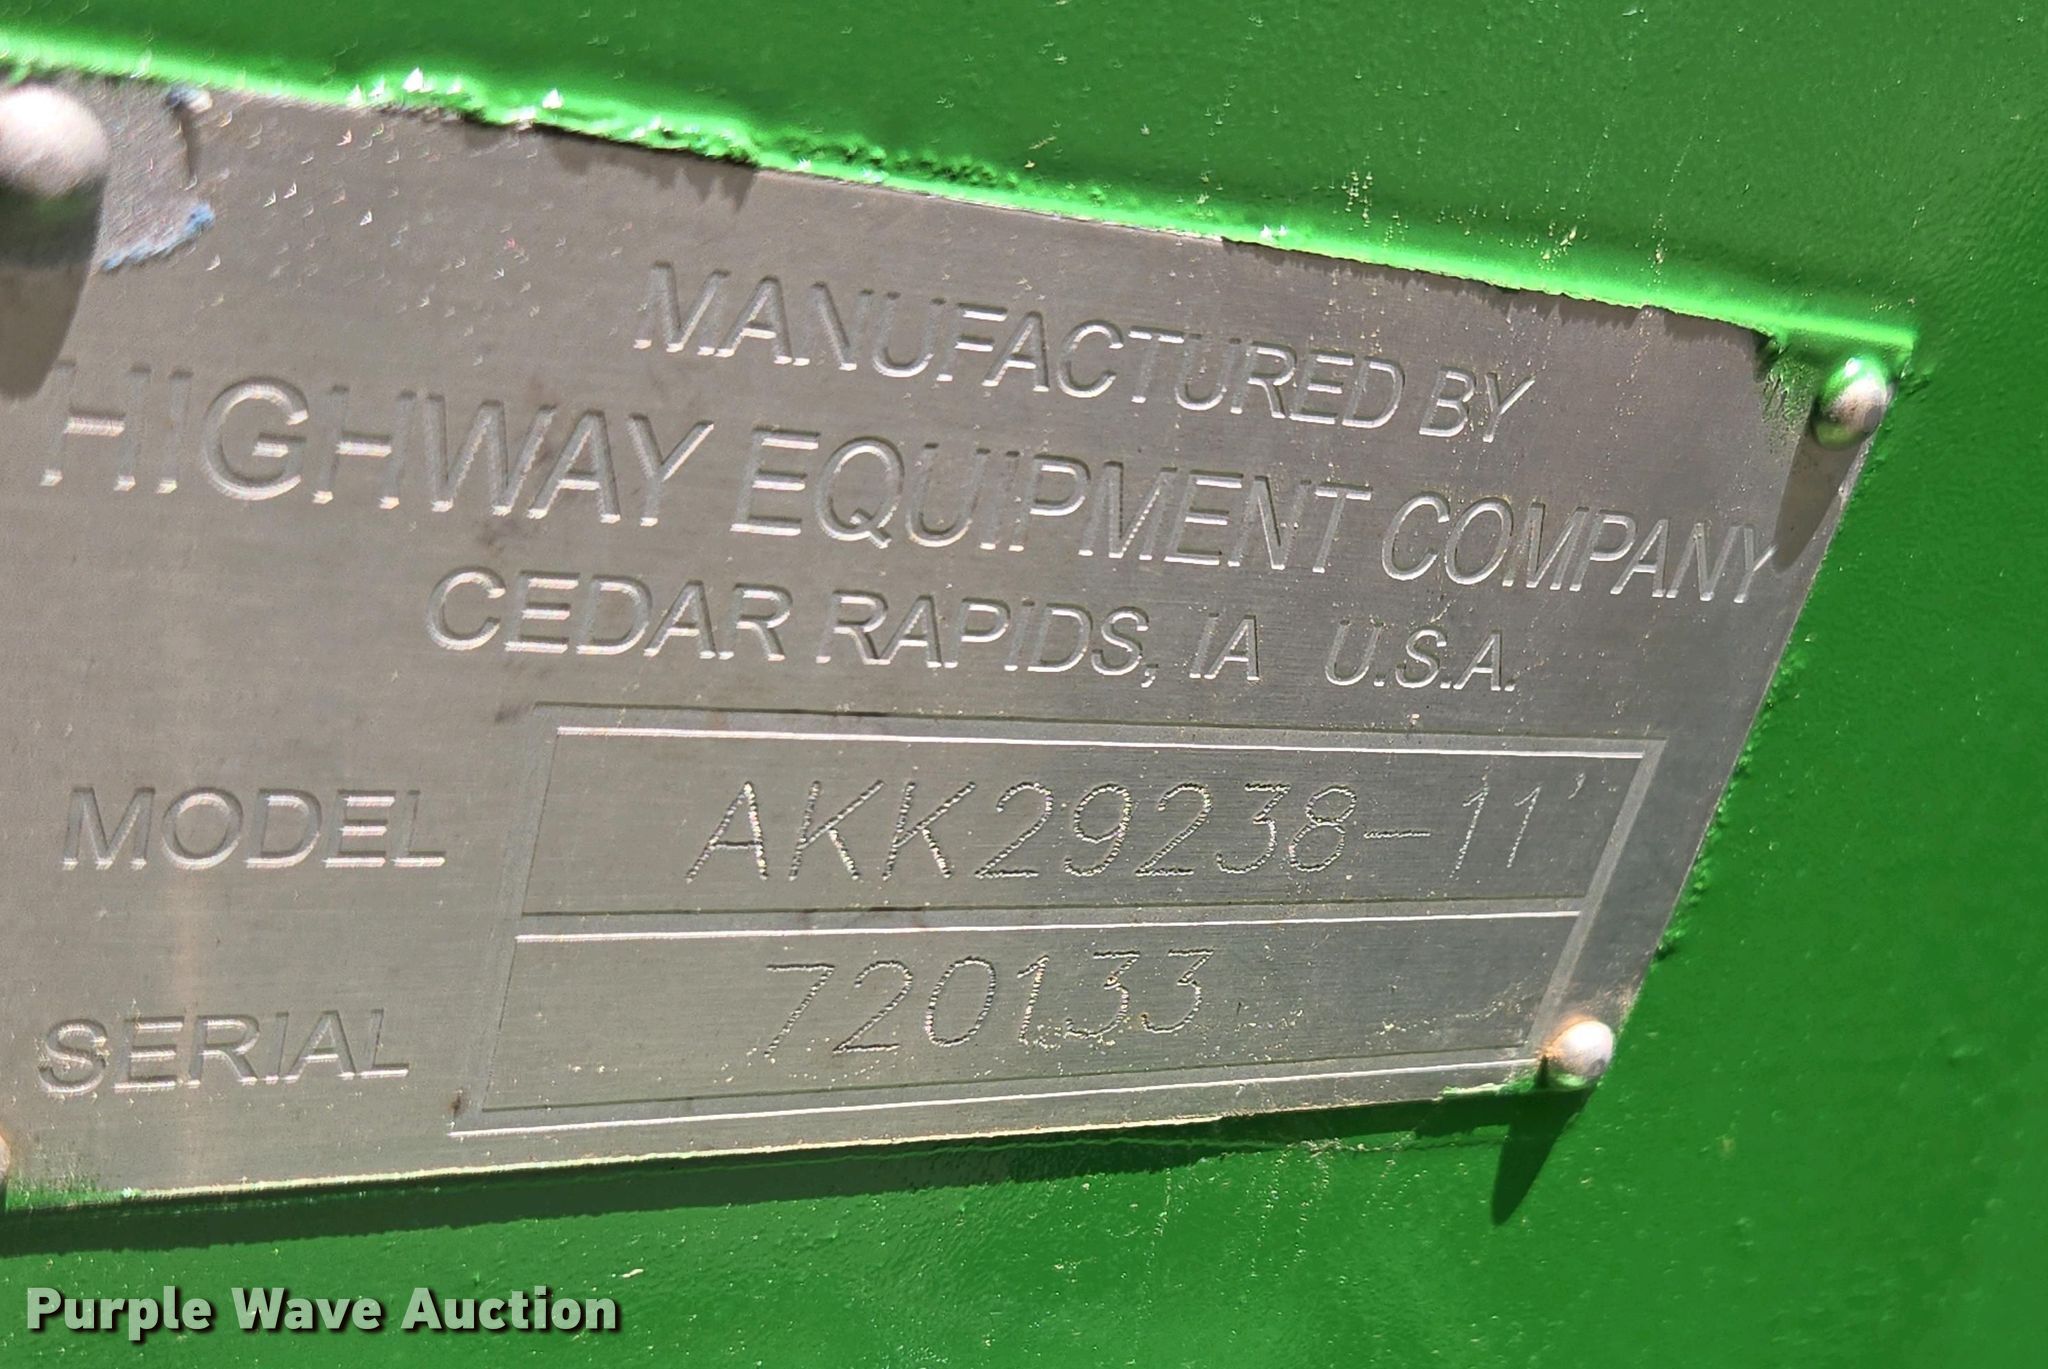 MANUFACTURED BY
HIGHWAY EQUIPMENT COMPANY
CEDAR RAPIDS, IA U.S.A.
MODEL AKK29238-11'
SERIAL 720133
Purple Wave Auction